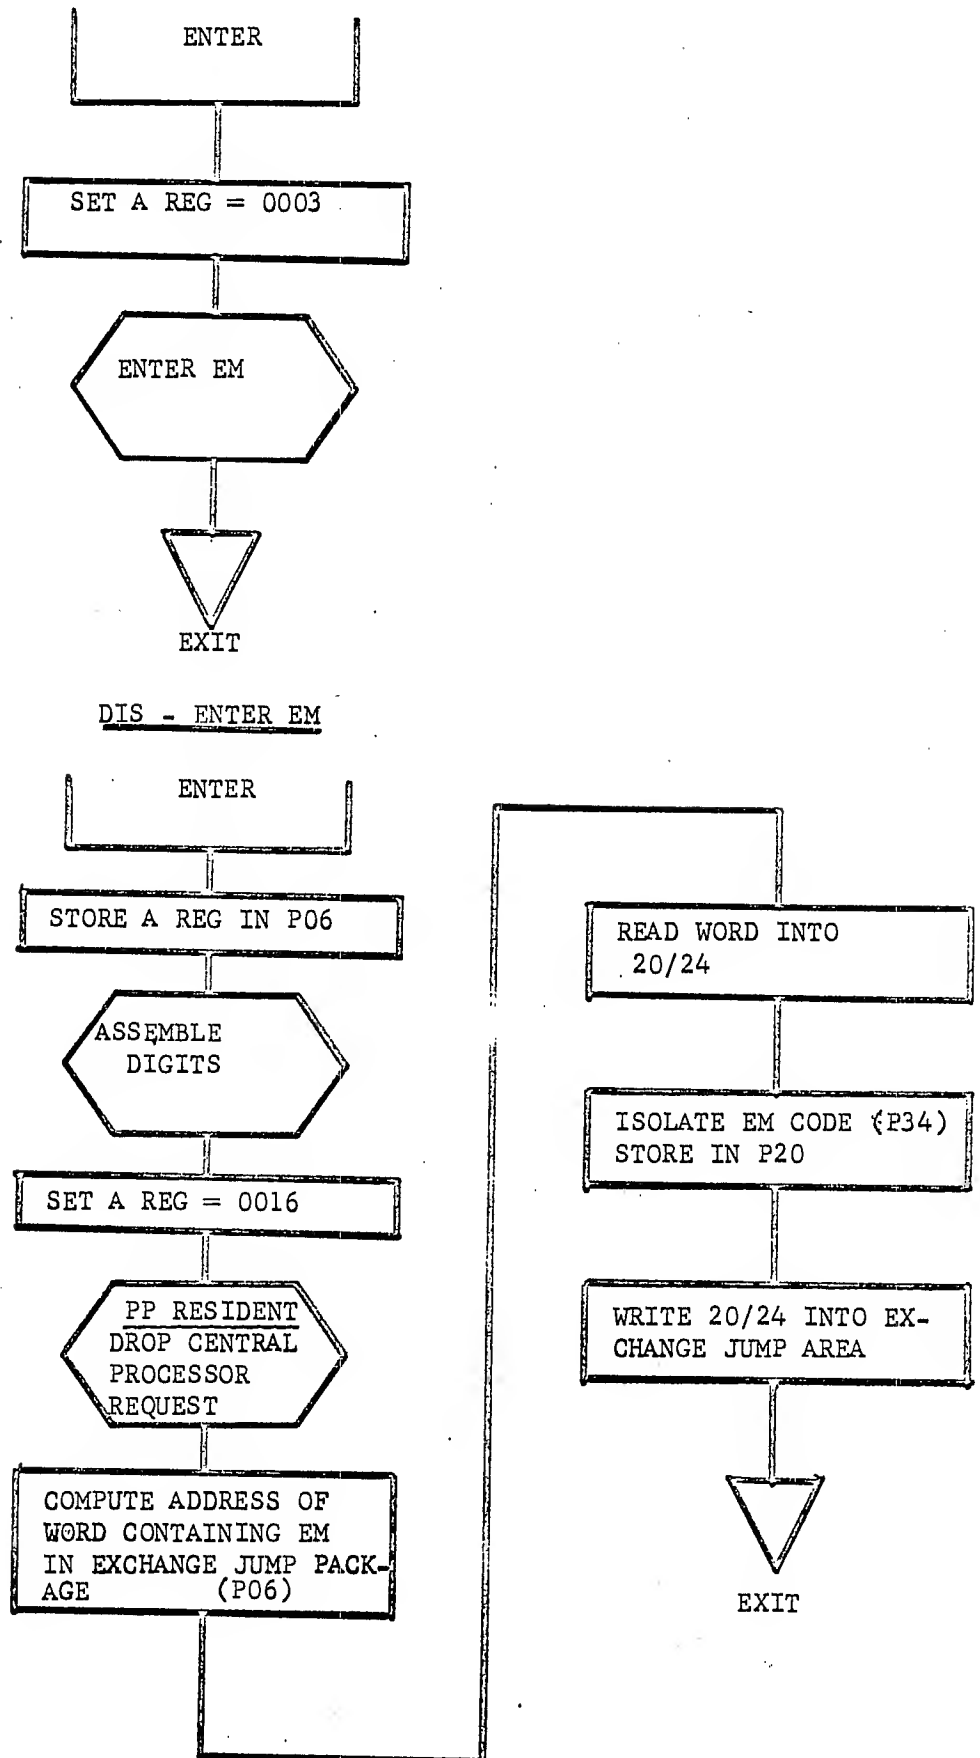 ENTER
SET A REG = 0003
ENTER EM
EXIT
DIS - ENTER EM
ENTER
STORE A REG IN P06
ASSEMBLE
DIGITS
SET A REG = 0016
PP RESIDENT
DROP CENTRAL
PROCESSOR
REQUEST
COMPUTE ADDRESS OF
WORD CONTAINING EM
IN EXCHANGE JUMP PACK-
AGE (P06)
READ WORD INTO
20/24
ISOLATE EM CODE (P34)
STORE IN P20
WRITE 20/24 INTO EX-
CHANGE JUMP AREA
EXIT